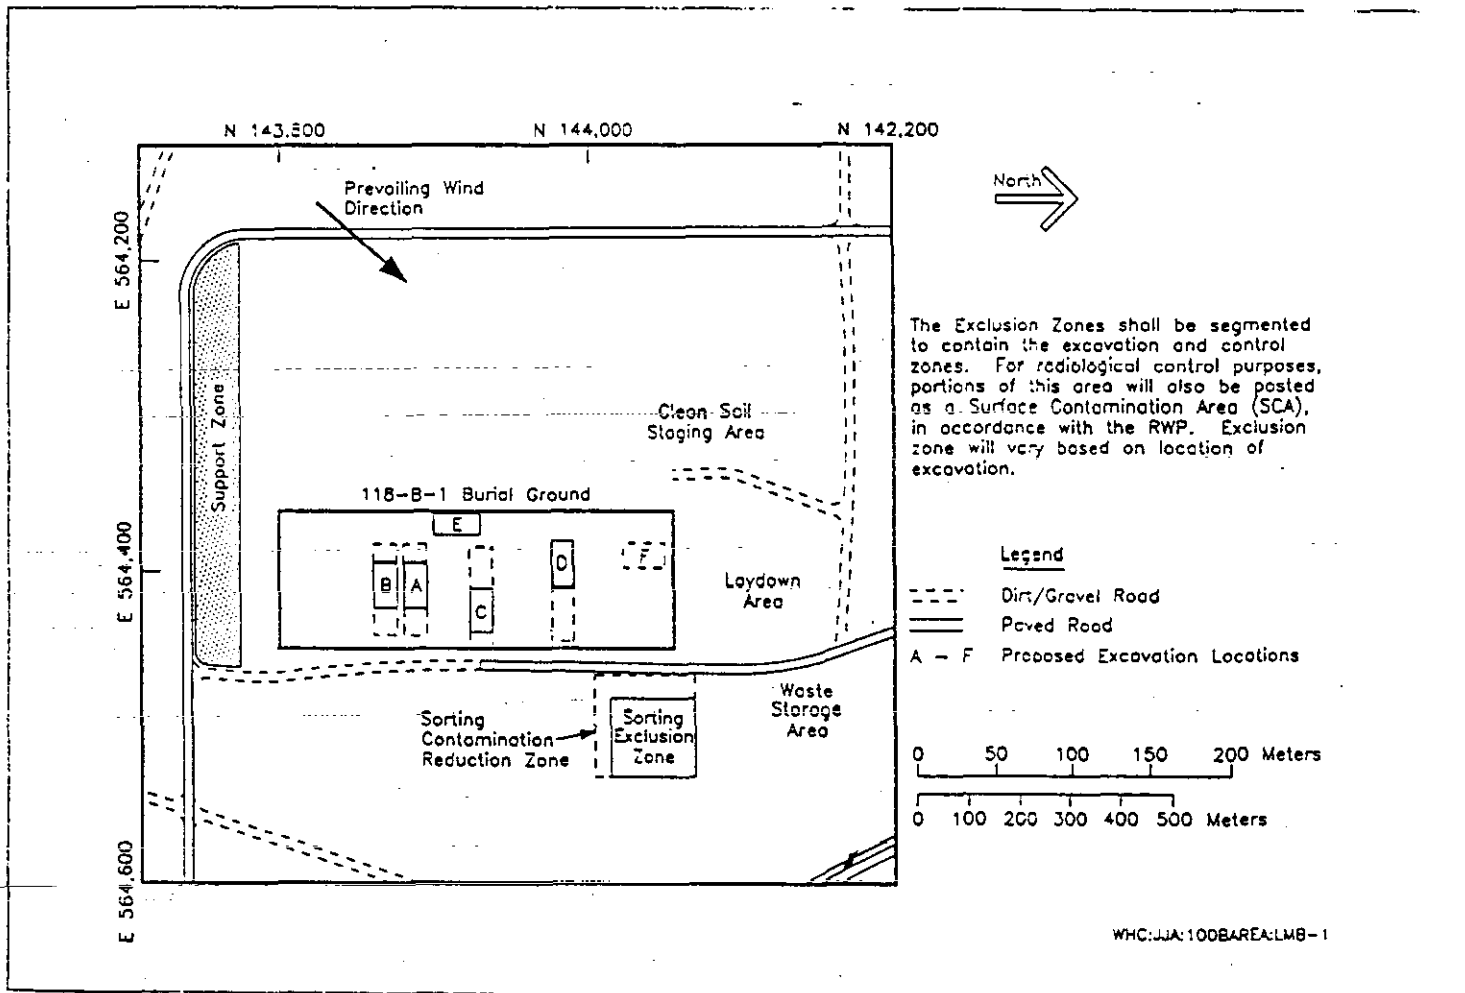 N 143,800
N 144,000
N 142,200
North
Prevailing Wind
Direction
E 564,200
The Exclusion Zones shall be segmented
to contain the excavation and control
zones. For radiological control purposes,
portions of this area will also be posted
as a Surface Contamination Area (SCA),
in accordance with the RWP. Exclusion
zone will vary based on location of
excavation.
Support Zone
Clean Soil
Staging Area
118-B-1 Burial Ground
E
B
A
C
D
F
E 564,400
Laydown
Area
Legend
Dirt/Gravel Road
Paved Road
A - F Proposed Excavation Locations
Sorting
Contamination
Reduction Zone
Sorting
Exclusion
Zone
Waste
Storage
Area
0 50 100 150 200 Meters
0 100 200 300 400 500 Meters
E 564,600
WHC:JJA:100BAREA:LMB-1